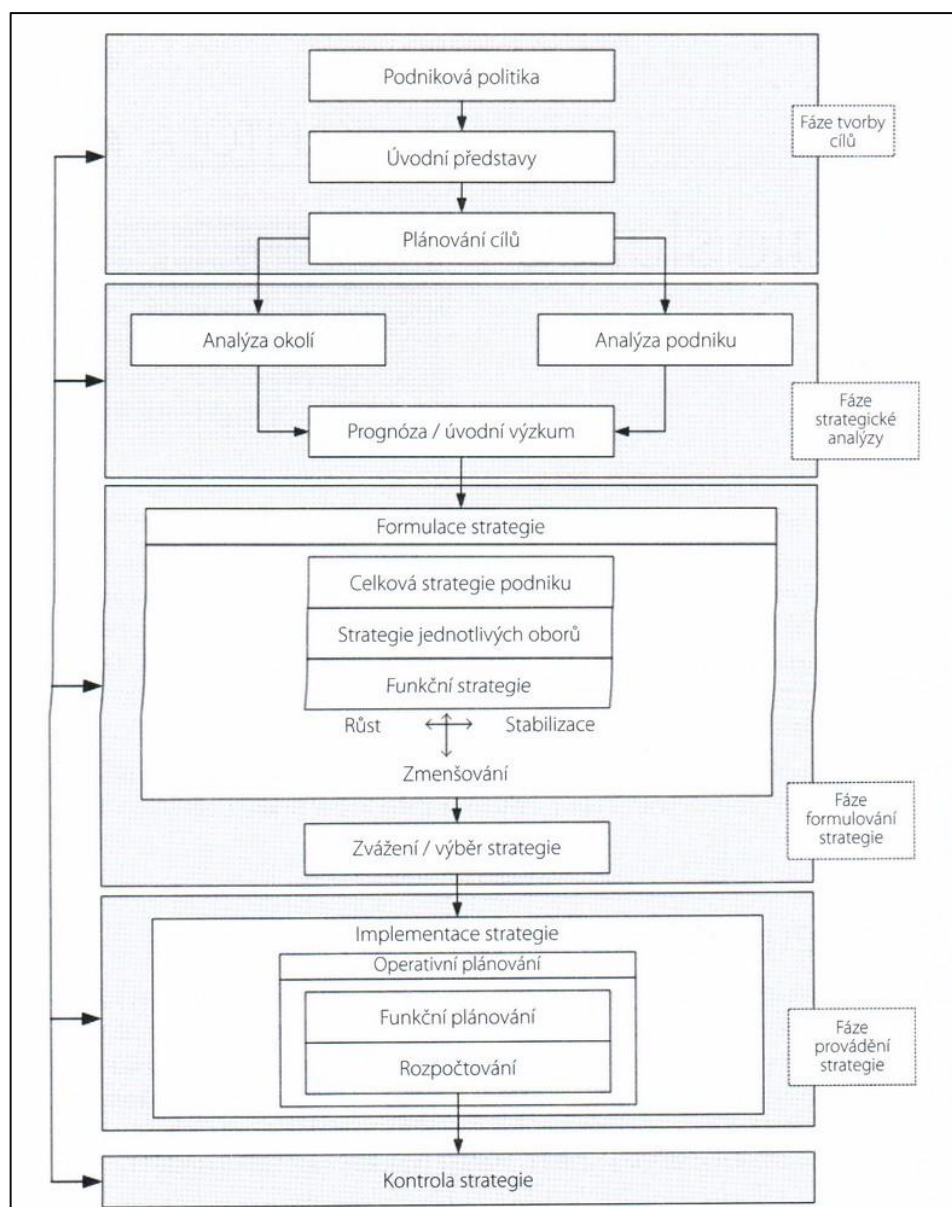 Podniková politika
Fáze tvorby
cílů
Úvodní představy
Plánování cílů
Analýza okolí
Analýza podniku
Prognóza / úvodní výzkum
Fáze
strategické
analýzy
Formulace strategie
Celková strategie podniku
Strategie jednotlivých oborů
Funkční strategie
Růst
Stabilizace
Zmenšování
Fáze
formulování
strategie
Zvážení / výběr strategie
Implementace strategie
Operativní plánování
Funkční plánování
Rozpočtování
Fáze
provádění
strategie
Kontrola strategie